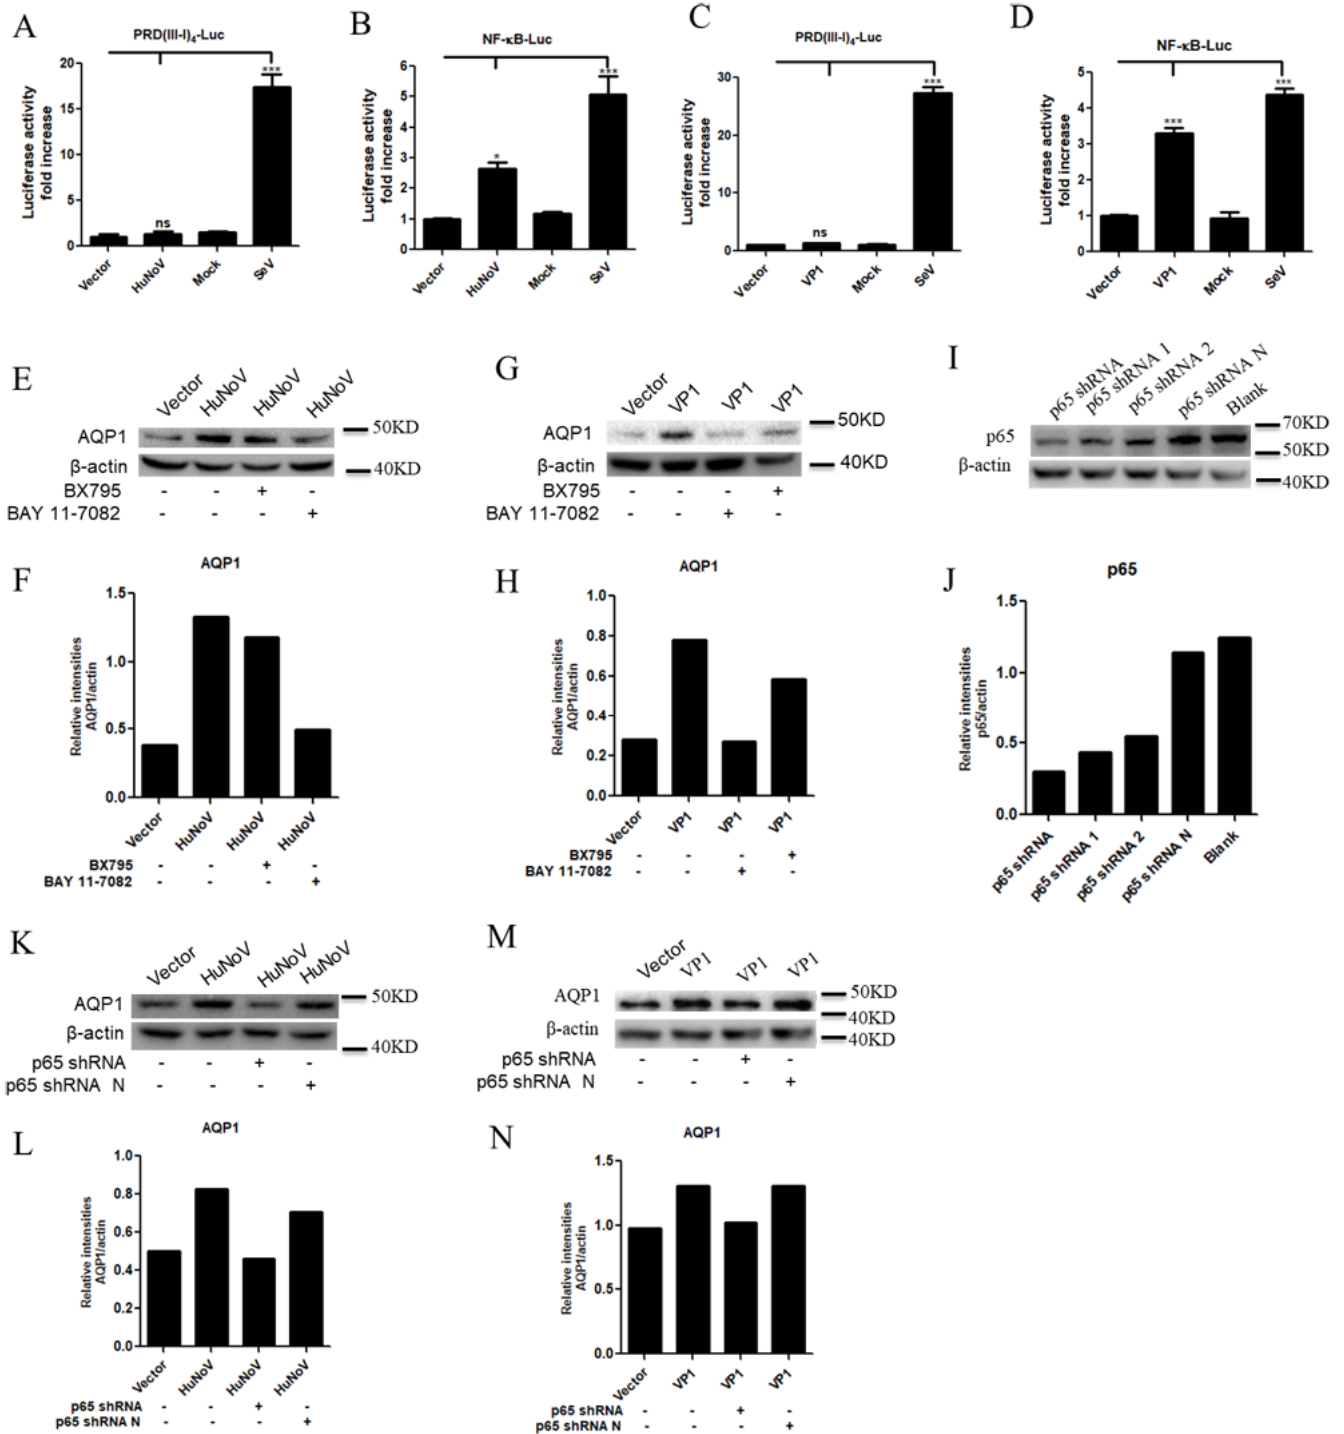 A
PRD(III-I)4-Luc
Luciferase activity
fold increase
20
15
10
5
0
ns
***
Vector
HuNoV
Mock
SeV
B
NF-κB-Luc
Luciferase activity
fold increase
6
5
4
3
2
1
0
*
***
Vector
HuNoV
Mock
SeV
C
PRD(III-I)4-Luc
Luciferase activity
fold increase
30
20
10
0
ns
***
Vector
VP1
Mock
SeV
D
NF-κB-Luc
Luciferase activity
fold increase
5
4
3
2
1
0
***
***
Vector
VP1
Mock
SeV
E
Vector
HuNoV
HuNoV
HuNoV
AQP1
50KD
β-actin
40KD
BX795 - - + -
BAY 11-7082 - - - +
G
Vector
VP1
VP1
VP1
AQP1
50KD
β-actin
40KD
BX795 - - - +
BAY 11-7082 - - + -
I
p65 shRNA
p65 shRNA 1
p65 shRNA 2
p65 shRNA N
Blank
p65
70KD
50KD
β-actin
40KD
F
AQP1
Relative intensities
AQP1/actin
1.5
1.0
0.5
0.0
Vector
HuNoV
HuNoV
HuNoV
BX795 - - + -
BAY 11-7082 - - - +
H
AQP1
Relative intensities
AQP1/actin
1.0
0.8
0.6
0.4
0.2
0.0
Vector
VP1
VP1
VP1
BX795 - - - +
BAY 11-7082 - - + -
J
p65
Relative intensities
p65/actin
1.5
1.0
0.5
0.0
p65 shRNA
p65 shRNA 1
p65 shRNA 2
p65 shRNA N
Blank
K
Vector
HuNoV
HuNoV
HuNoV
AQP1
50KD
β-actin
40KD
p65 shRNA - - + -
p65 shRNA N - - - +
M
Vector
VP1
VP1
VP1
AQP1
50KD
40KD
β-actin
40KD
p65 shRNA - - + -
p65 shRNA N - - - +
L
AQP1
Relative intensities
AQP1/actin
1.0
0.8
0.6
0.4
0.2
0.0
Vector
HuNoV
HuNoV
HuNoV
p65 shRNA - - + -
p65 shRNA N - - - +
N
AQP1
Relative intensities
AQP1/actin
1.5
1.0
0.5
0.0
Vector
VP1
VP1
VP1
p65 shRNA - - + -
p65 shRNA N - - - +